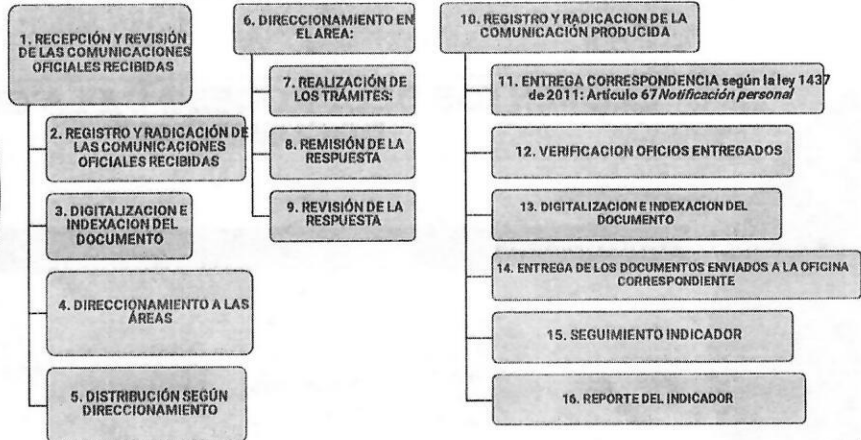 1. RECEPCIÓN Y REVISIÓN
DE LAS COMUNICACIONES
OFICIALES RECIBIDAS
2. REGISTRO Y RADICACIÓN DE
LAS COMUNICACIONES
OFICIALES RECIBIDAS
3. DIGITALIZACION E
INDEXACION DEL
DOCUMENTO
4. DIRECCIONAMIENTO A LAS
ÁREAS
5. DISTRIBUCIÓN SEGÚN
DIRECCIONAMIENTO
6. DIRECCIONAMIENTO EN
EL AREA:
7. REALIZACIÓN DE
LOS TRÁMITES:
8. REMISIÓN DE LA
RESPUESTA
9. REVISIÓN DE LA
RESPUESTA
10. REGISTRO Y RADICACION DE LA
COMUNICACIÓN PRODUCIDA
11. ENTREGA CORRESPONDENCIA según la ley 1437
de 2011: Artículo 67 Notificación personal
12. VERIFICACION OFICIOS ENTREGADOS
13. DIGITALIZACION E INDEXACION DEL
DOCUMENTO
14. ENTREGA DE LOS DOCUMENTOS ENVIADOS A LA OFICINA
CORRESPONDIENTE
15. SEGUIMIENTO INDICADOR
16. REPORTE DEL INDICADOR